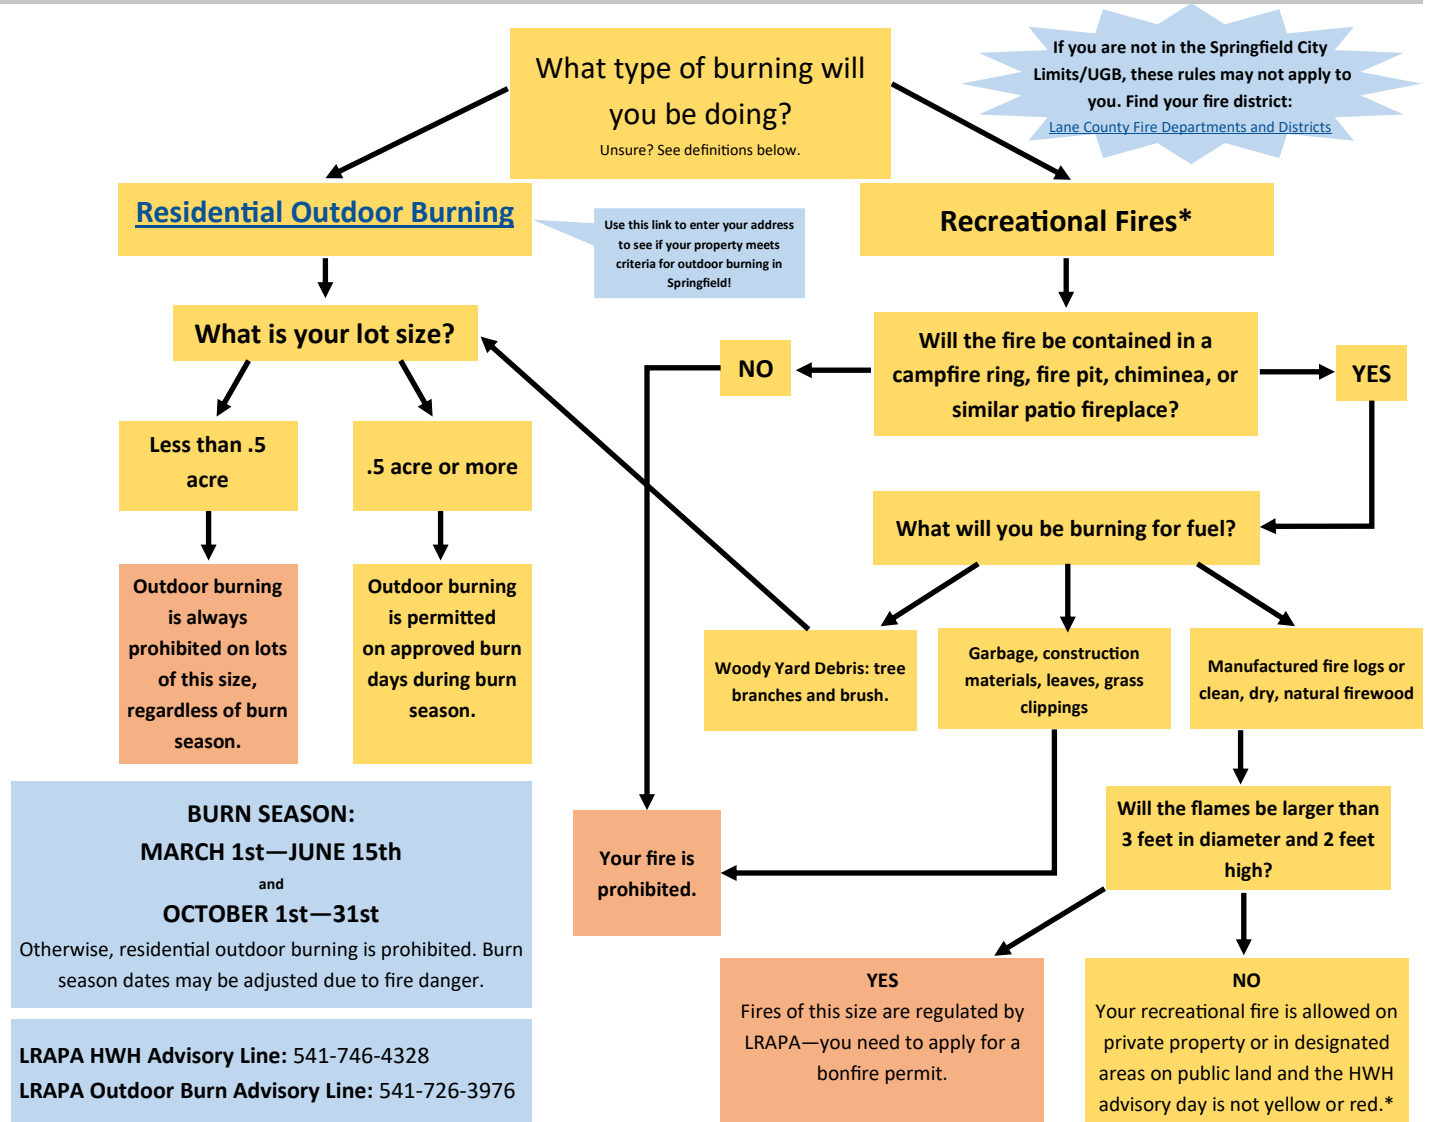 What type of burning will
you be doing?
Unsure? See definitions below.
If you are not in the Springfield City
Limits/UGB, these rules may not apply to
you. Find your fire district:
Lane County Fire Departments and Districts
Residential Outdoor Burning
Use this link to enter your address
to see if your property meets
criteria for outdoor burning in
Springfield!
Recreational Fires*
What is your lot size?
Less than .5
acre
.5 acre or more
Outdoor burning
is always
prohibited on lots
of this size,
regardless of burn
season.
Outdoor burning
is permitted
on approved burn
days during burn
season.
Will the fire be contained in a
campfire ring, fire pit, chiminea, or
similar patio fireplace?
NO
YES
What will you be burning for fuel?
Woody Yard Debris: tree
branches and brush.
Garbage, construction
materials, leaves, grass
clippings
Manufactured fire logs or
clean, dry, natural firewood
Your fire is
prohibited.
Will the flames be larger than
3 feet in diameter and 2 feet
high?
YES
Fires of this size are regulated by
LRAPA—you need to apply for a
bonfire permit.
NO
Your recreational fire is allowed on
private property or in designated
areas on public land and the HWH
advisory day is not yellow or red.*
BURN SEASON:
MARCH 1st—JUNE 15th
and
OCTOBER 1st—31st
Otherwise, residential outdoor burning is prohibited. Burn
season dates may be adjusted due to fire danger.
LRAPA HWH Advisory Line: 541-746-4328
LRAPA Outdoor Burn Advisory Line: 541-726-3976